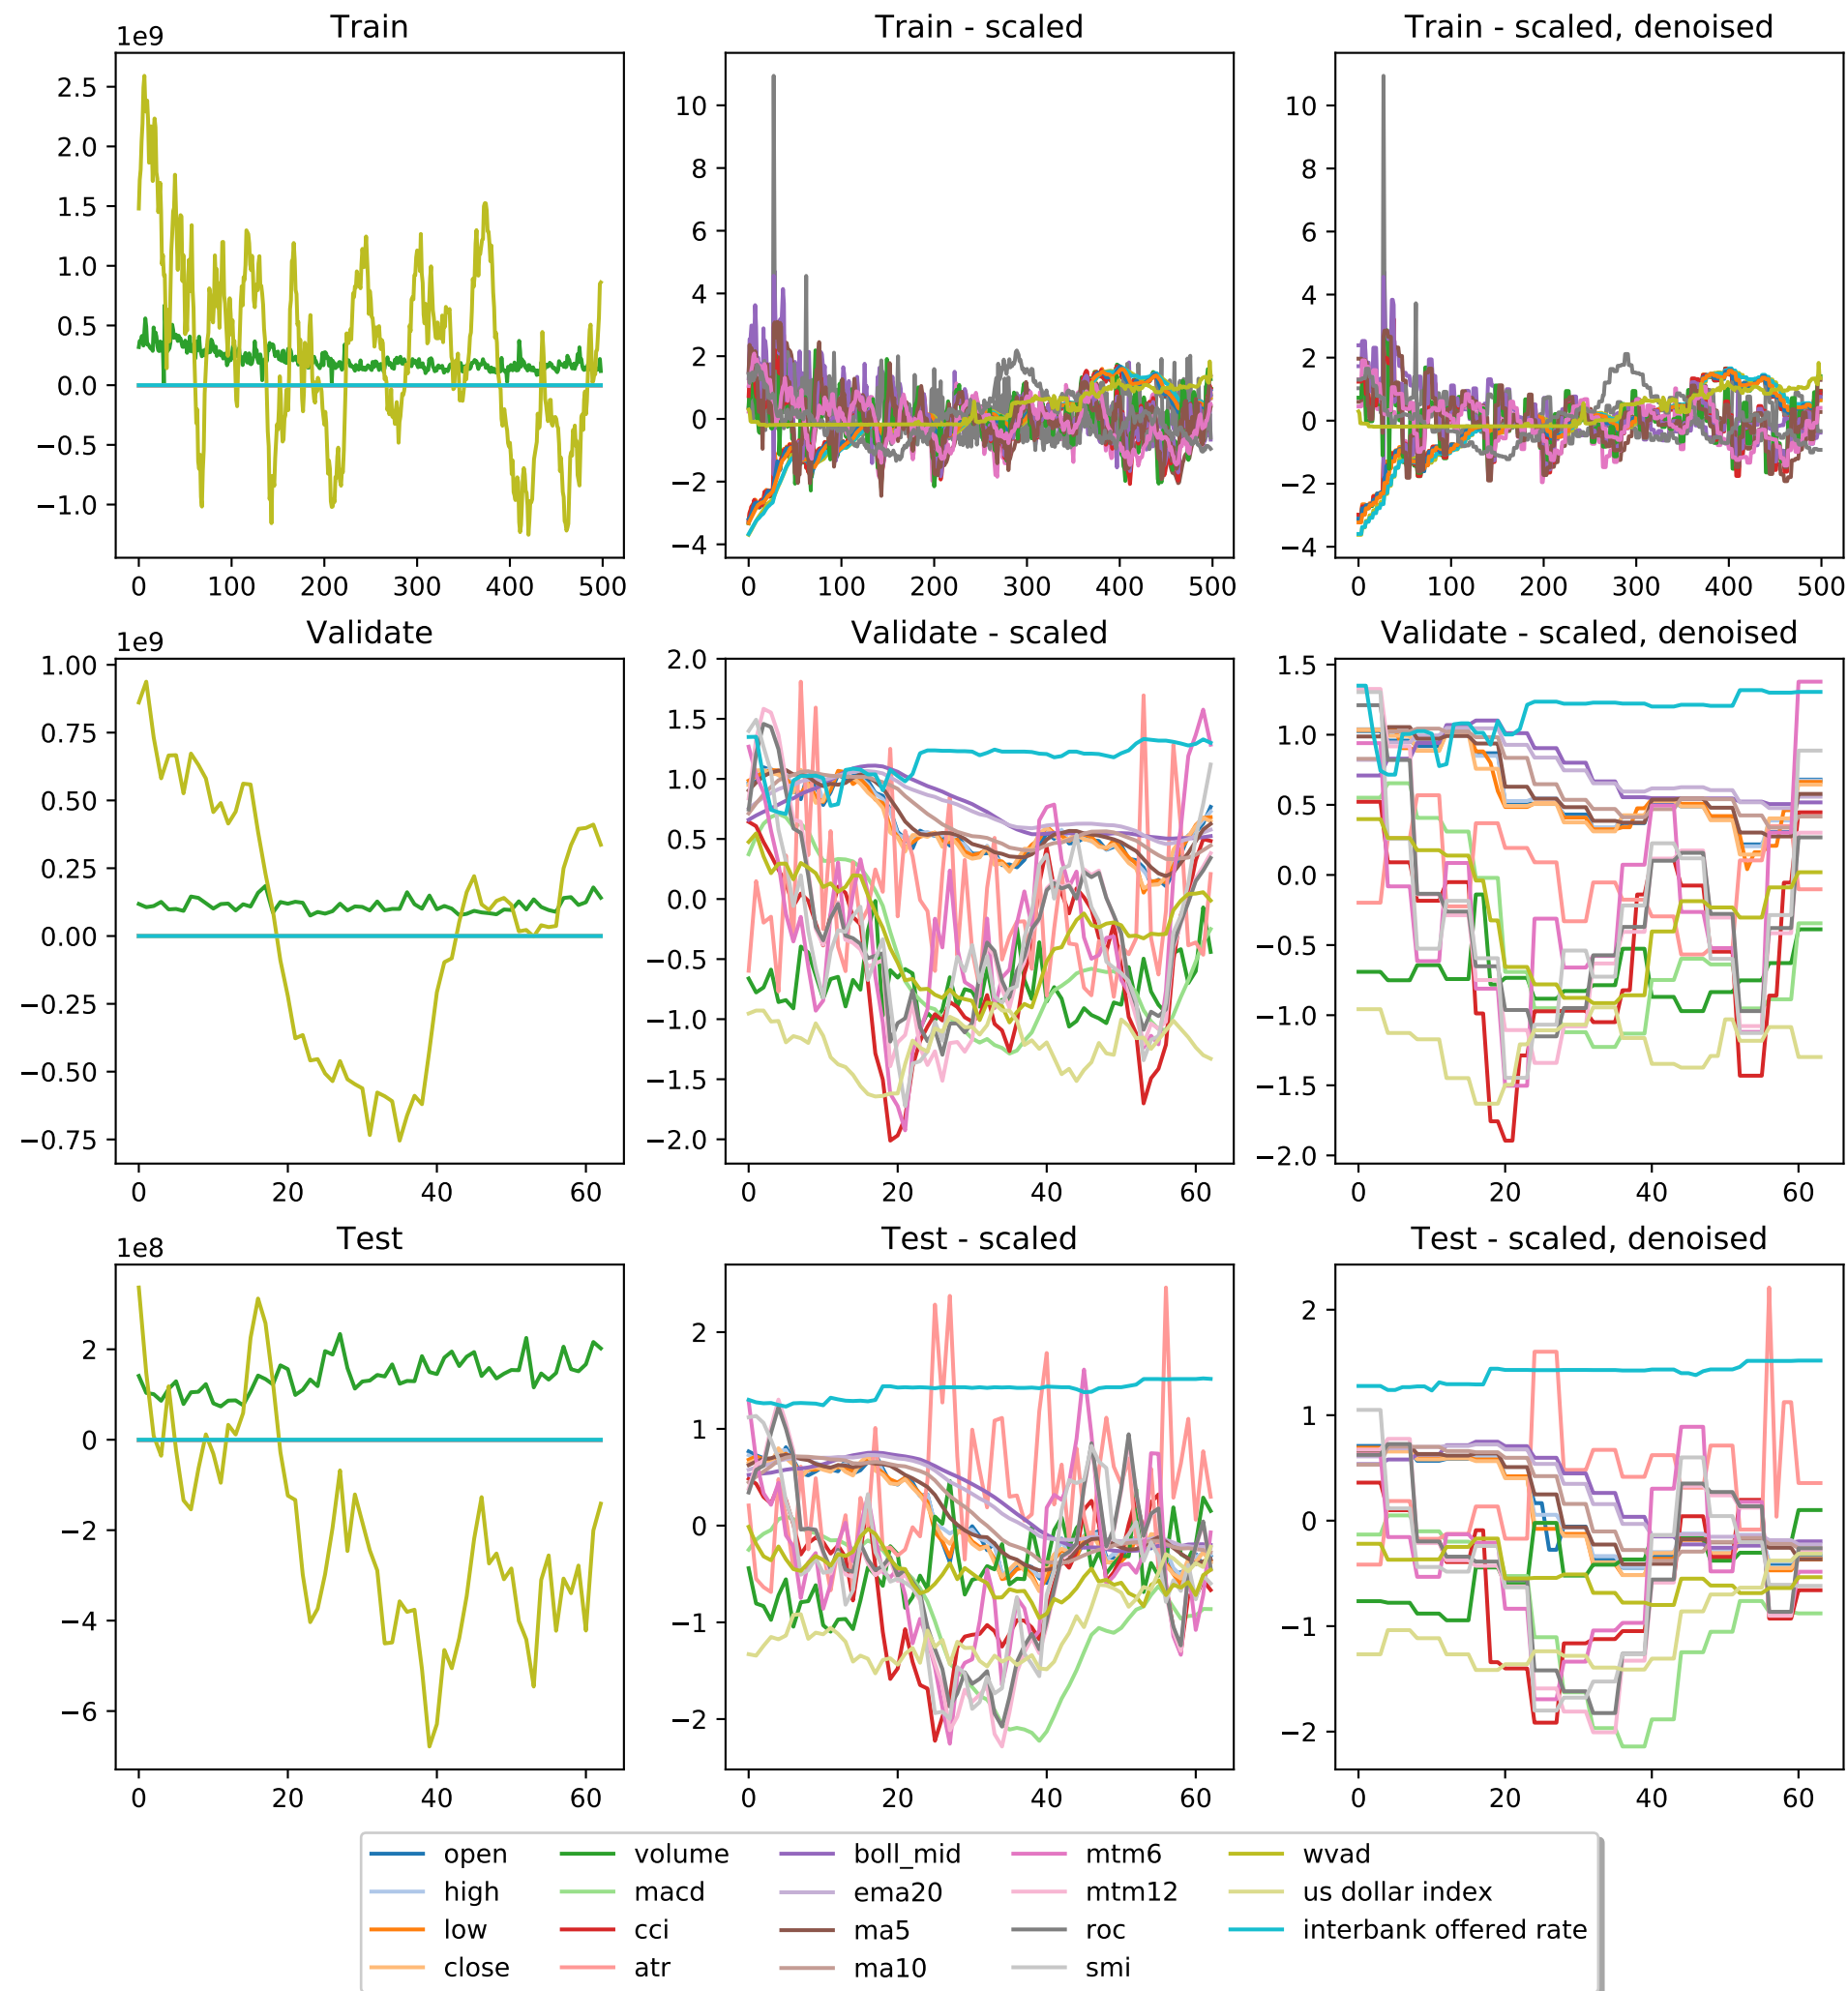 Train
1e9
2.5
2.0
1.5
1.0
0.5
0.0
−0.5
−1.0
0 100 200 300 400 500
Train - scaled
10
8
6
4
2
0
−2
−4
0 100 200 300 400 500
Train - scaled, denoised
10
8
6
4
2
0
−2
−4
0 100 200 300 400 500
Validate
1e9
1.00
0.75
0.50
0.25
0.00
−0.25
−0.50
−0.75
0 20 40 60
Validate - scaled
2.0
1.5
1.0
0.5
0.0
−0.5
−1.0
−1.5
−2.0
0 20 40 60
Validate - scaled, denoised
1.5
1.0
0.5
0.0
−0.5
−1.0
−1.5
−2.0
0 20 40 60
Test
1e8
2
0
−2
−4
−6
0 20 40 60
Test - scaled
2
1
0
−1
−2
0 20 40 60
Test - scaled, denoised
2
1
0
−1
−2
0 20 40 60
open
high
low
close
volume
macd
cci
atr
boll_mid
ema20
ma5
ma10
mtm6
mtm12
roc
smi
wvad
us dollar index
interbank offered rate